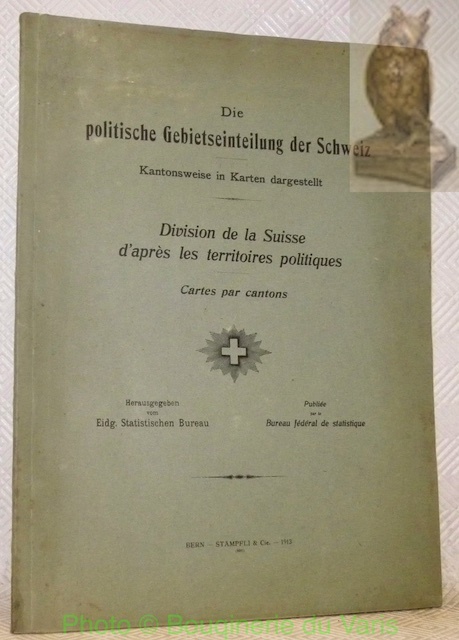 Die
politische Gebietseinteilung der Schweiz
Kantonsweise in Karten dargestellt
Division de la Suisse
d'après les territoires politiques
Cartes par cantons
Herausgegeben
vom
Eidg. Statistischen Bureau
Publiée
par le
Bureau fédéral de statistique
BERN — STÄMPFLI & Cie. — 1912
Photo © Bouquinerie du Varis